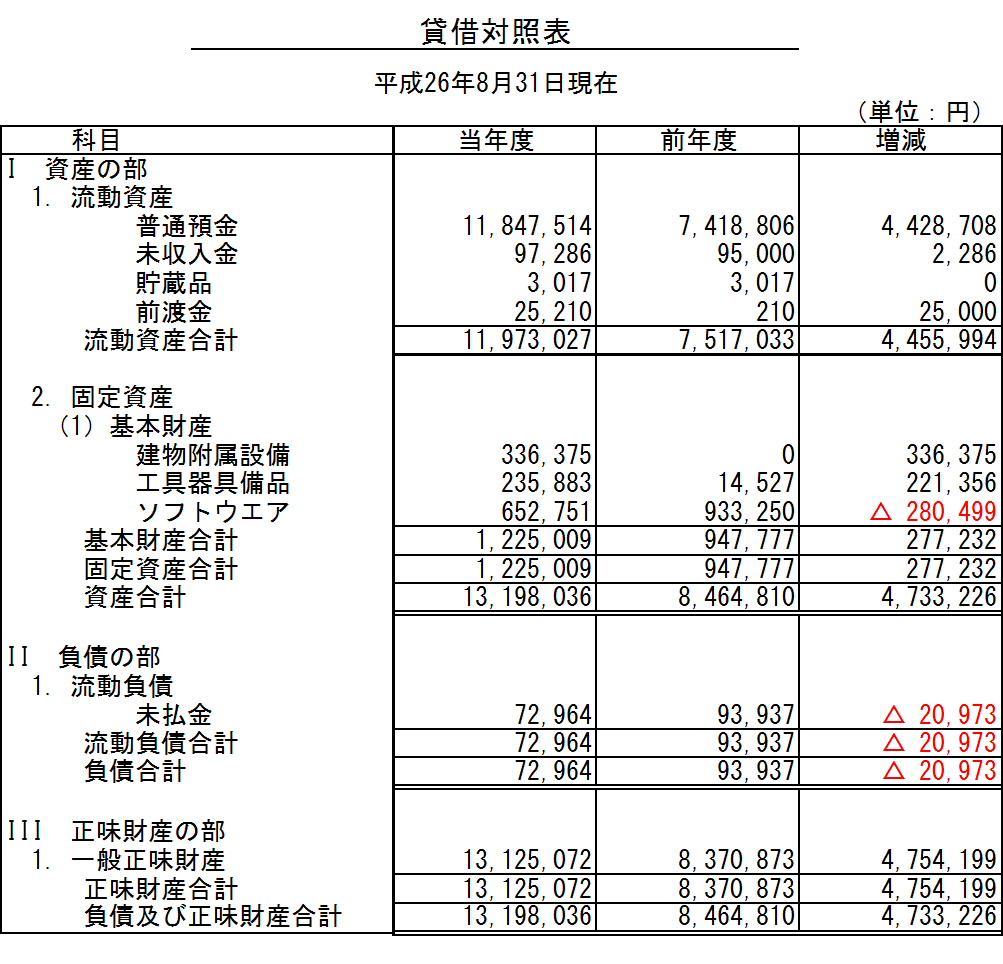 貸借対照表
平成26年8月31日現在
（単位：円）
科目 当年度 前年度 増減
I 資産の部
1. 流動資産
普通預金 11,847,514 7,418,806 4,428,708
未収入金 97,286 95,000 2,286
貯蔵品 3,017 3,017 0
前渡金 25,210 210 25,000
流動資産合計 11,973,027 7,517,033 4,455,994
2. 固定資産
(1) 基本財産
建物附属設備 336,375 0 336,375
工具器具備品 235,883 14,527 221,356
ソフトウエア 652,751 933,250 △ 280,499
基本財産合計 1,225,009 947,777 277,232
固定資産合計 1,225,009 947,777 277,232
資産合計 13,198,036 8,464,810 4,733,226
II 負債の部
1. 流動負債
未払金 72,964 93,937 △ 20,973
流動負債合計 72,964 93,937 △ 20,973
負債合計 72,964 93,937 △ 20,973
III 正味財産の部
1. 一般正味財産 13,125,072 8,370,873 4,754,199
正味財産合計 13,125,072 8,370,873 4,754,199
負債及び正味財産合計 13,198,036 8,464,810 4,733,226